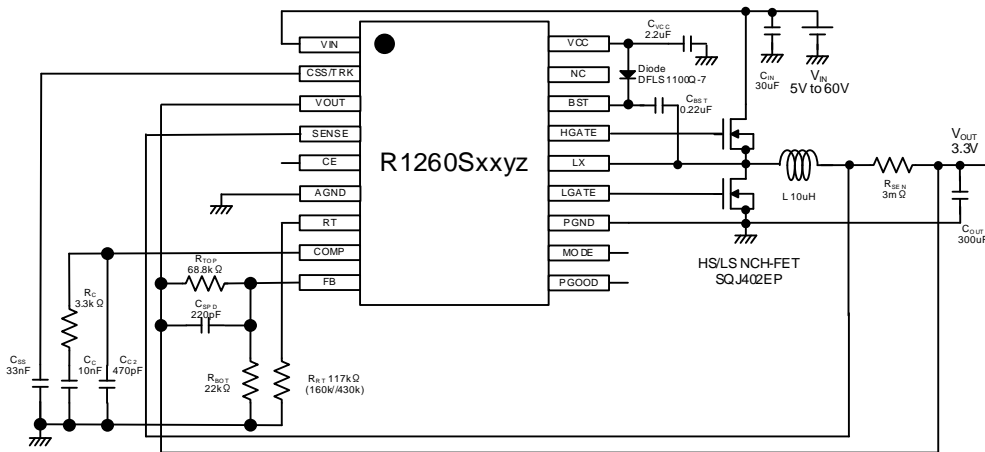 VIN
CSS/TRK
VOUT
SENSE
CE
AGND
RT
COMP
FB
R1260Sxxyz
VCC
NC
BST
HGATE
LX
LGATE
PGND
MODE
PGOOD
CVCC
2.2uF
Diode
DFLS1100Q-7
CBST
0.22uF
CIN
30uF
VIN
5V to 60V
VOUT
3.3V
L 10uH
RSEN
3mΩ
COUT
300uF
HS/LS NCH-FET
SQJ402EP
RTOP
68.8kΩ
CSPD
220pF
RC
3.3kΩ
CSS
33nF
CC
10nF
CC2
470pF
RBOT
22kΩ
RRT 117kΩ
(160k//430k)